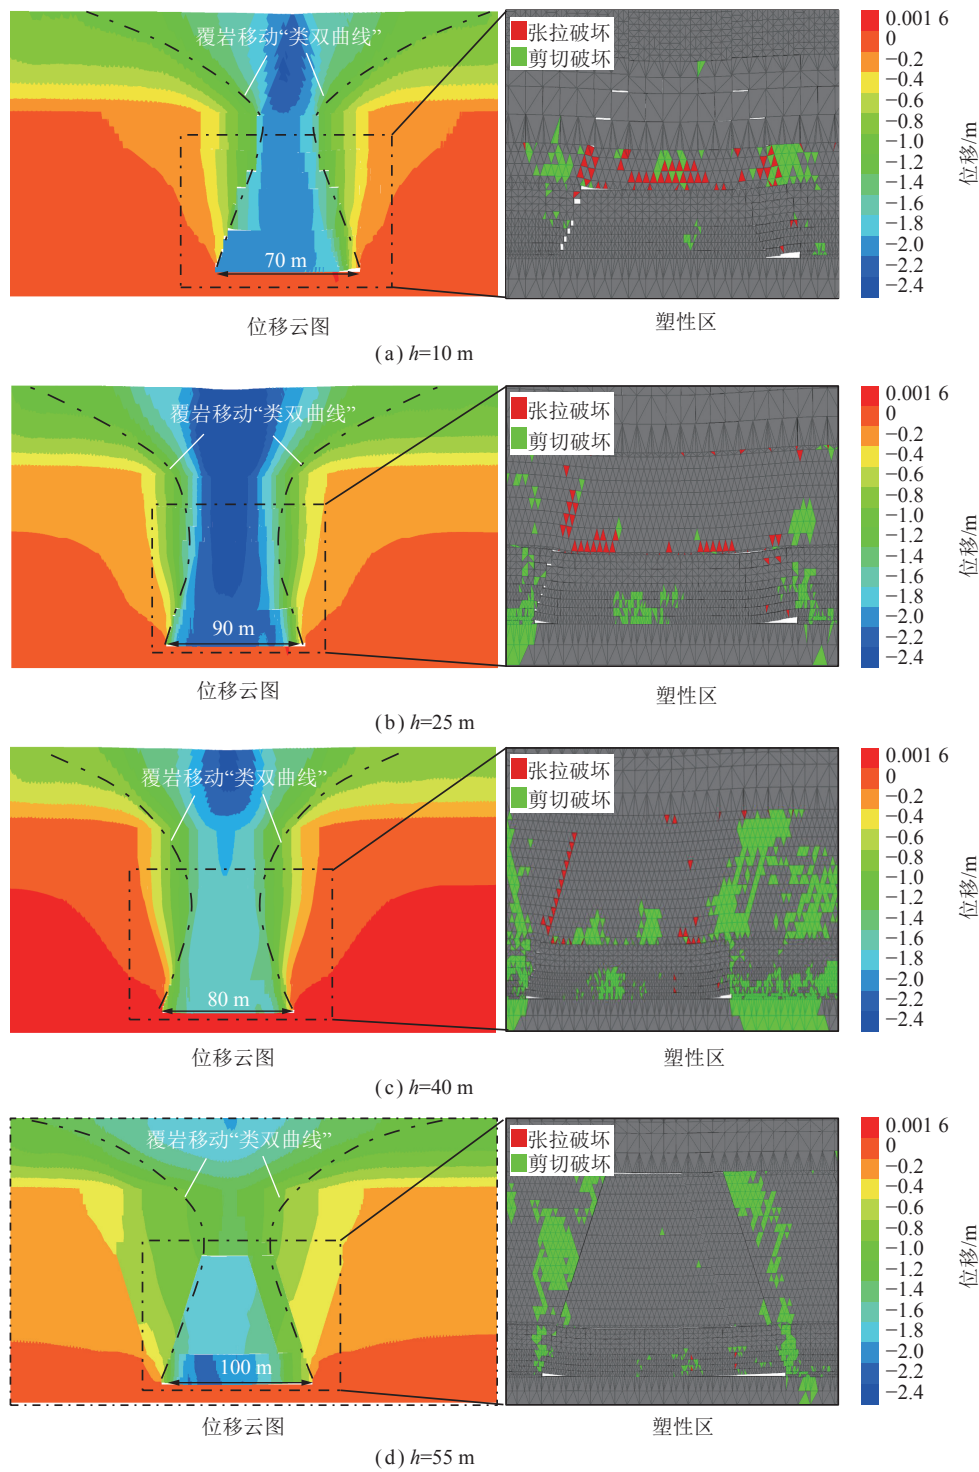 覆岩移动“类双曲线”
70 m
张拉破坏
剪切破坏
0.001 6
0
−0.2
−0.4
−0.6
−0.8
−1.0
−1.2
−1.4
−1.6
−1.8
−2.0
−2.2
−2.4
位移/m
位移云图
塑性区
(a) h=10 m
覆岩移动“类双曲线”
90 m
张拉破坏
剪切破坏
0.001 6
0
−0.2
−0.4
−0.6
−0.8
−1.0
−1.2
−1.4
−1.6
−1.8
−2.0
−2.2
−2.4
位移/m
位移云图
塑性区
(b) h=25 m
覆岩移动“类双曲线”
80 m
张拉破坏
剪切破坏
0.001 6
0
−0.2
−0.4
−0.6
−0.8
−1.0
−1.2
−1.4
−1.6
−1.8
−2.0
−2.2
−2.4
位移/m
位移云图
塑性区
(c) h=40 m
覆岩移动“类双曲线”
100 m
张拉破坏
剪切破坏
0.001 6
0
−0.2
−0.4
−0.6
−0.8
−1.0
−1.2
−1.4
−1.6
−1.8
−2.0
−2.2
−2.4
位移/m
位移云图
塑性区
(d) h=55 m